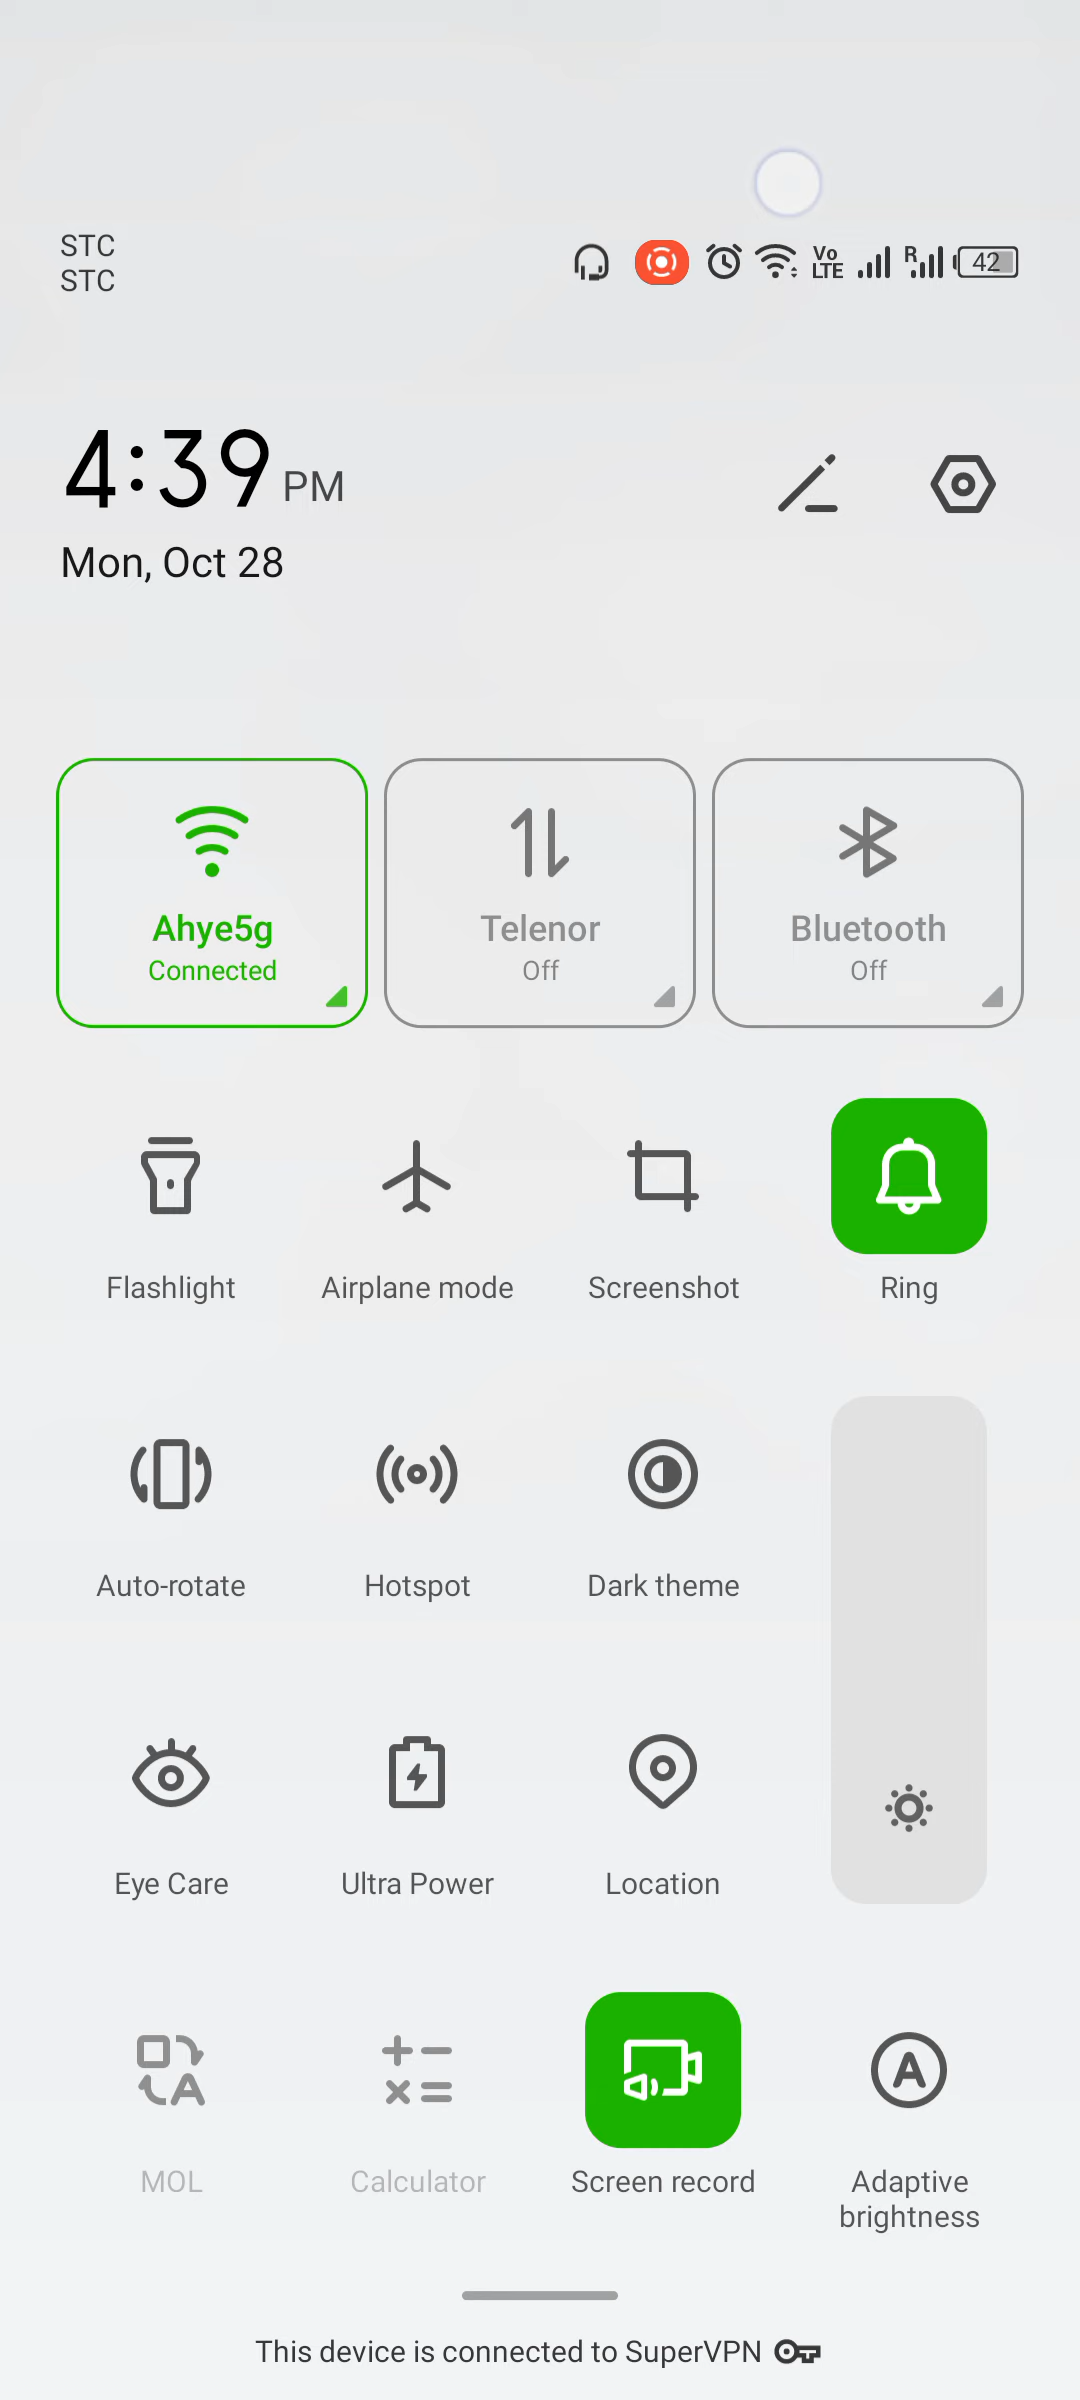 STC
STC
Vo
LTE
R
42
4:39 PM
Mon, Oct 28
Ahye5g
Connected
Telenor
Off
Bluetooth
Off
Flashlight
Airplane mode
Screenshot
Ring
Auto-rotate
Hotspot
Dark theme
Eye Care
Ultra Power
Location
A
A
MOL
Calculator
Screen record
Adaptive
brightness
This device is connected to SuperVPN